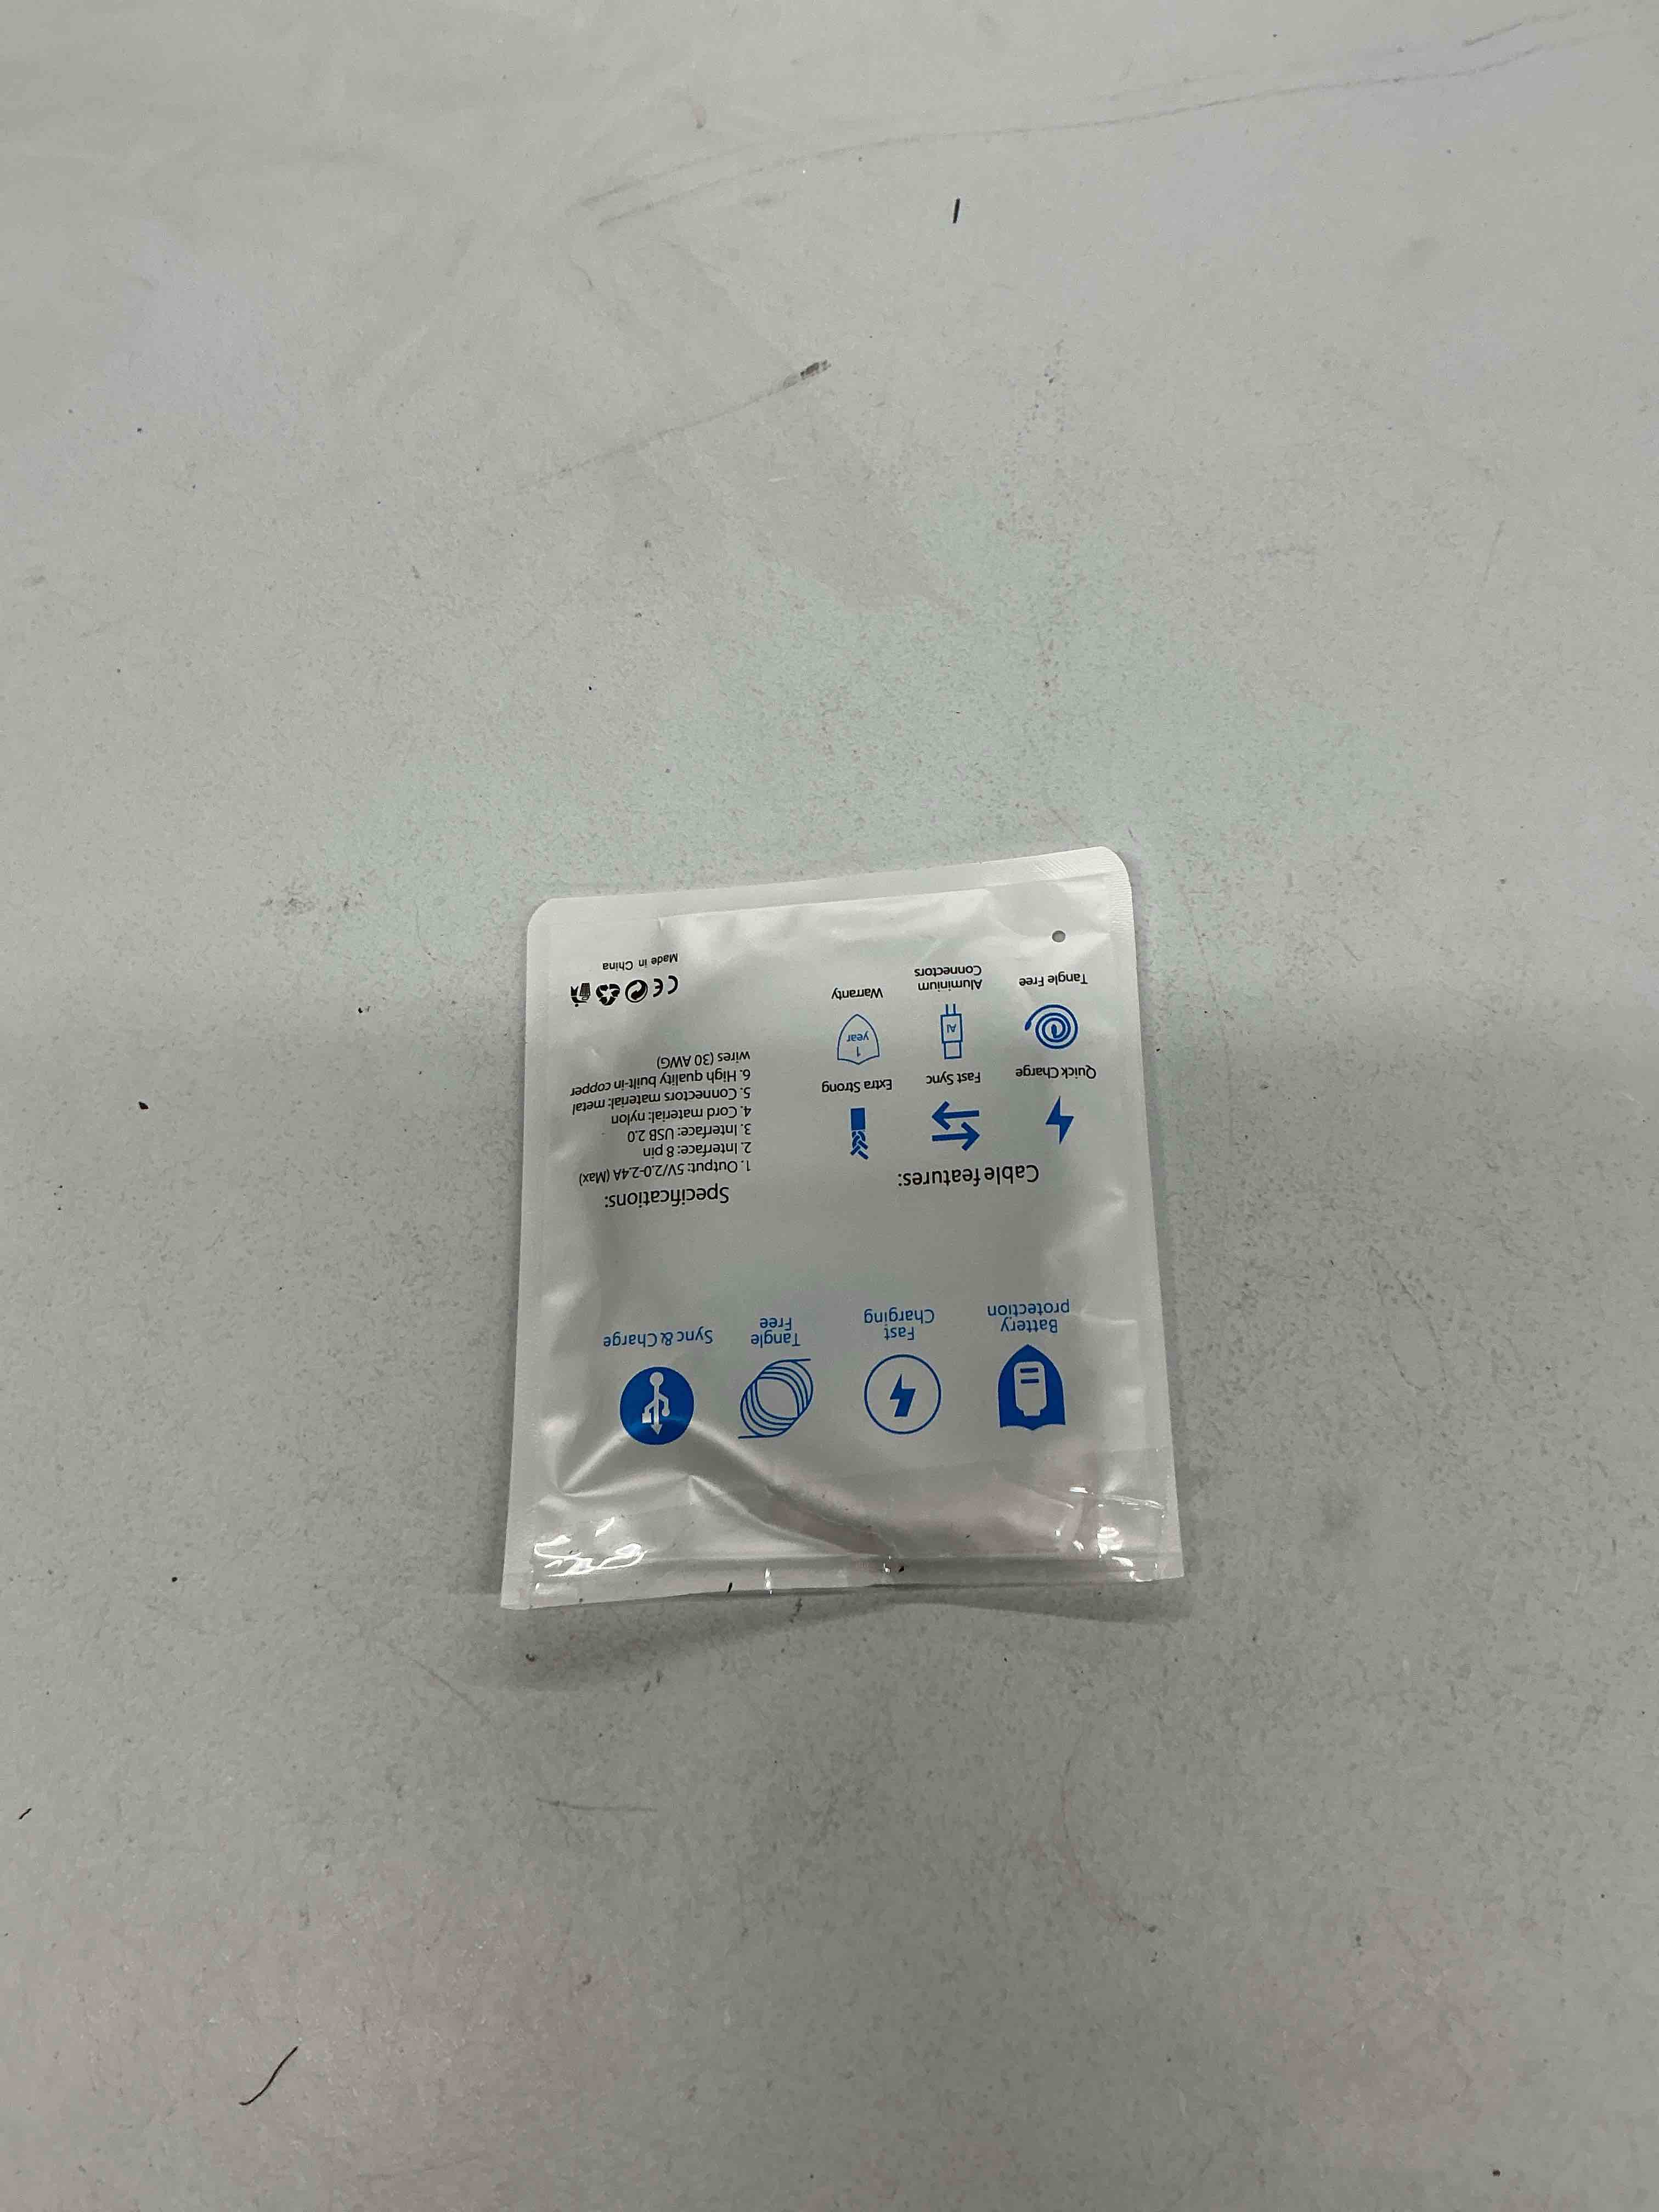 Battery
protection
Fast
Charging
Tangle
Free
Sync & Charge
Cable features:
Quick Charge
Fast Sync
Extra Strong
Tangle Free
Al
Aluminium
Connectors
1
year
Warranty
Specifications:
1. Output: 5V/2.0-2.4A (Max)
2. Interface: 8 pin
3. Interface: USB 2.0
4. Cord material: nylon
5. Connectors material: metal
6. High quality built-in copper
wires (30 AWG)
CE
Made in China